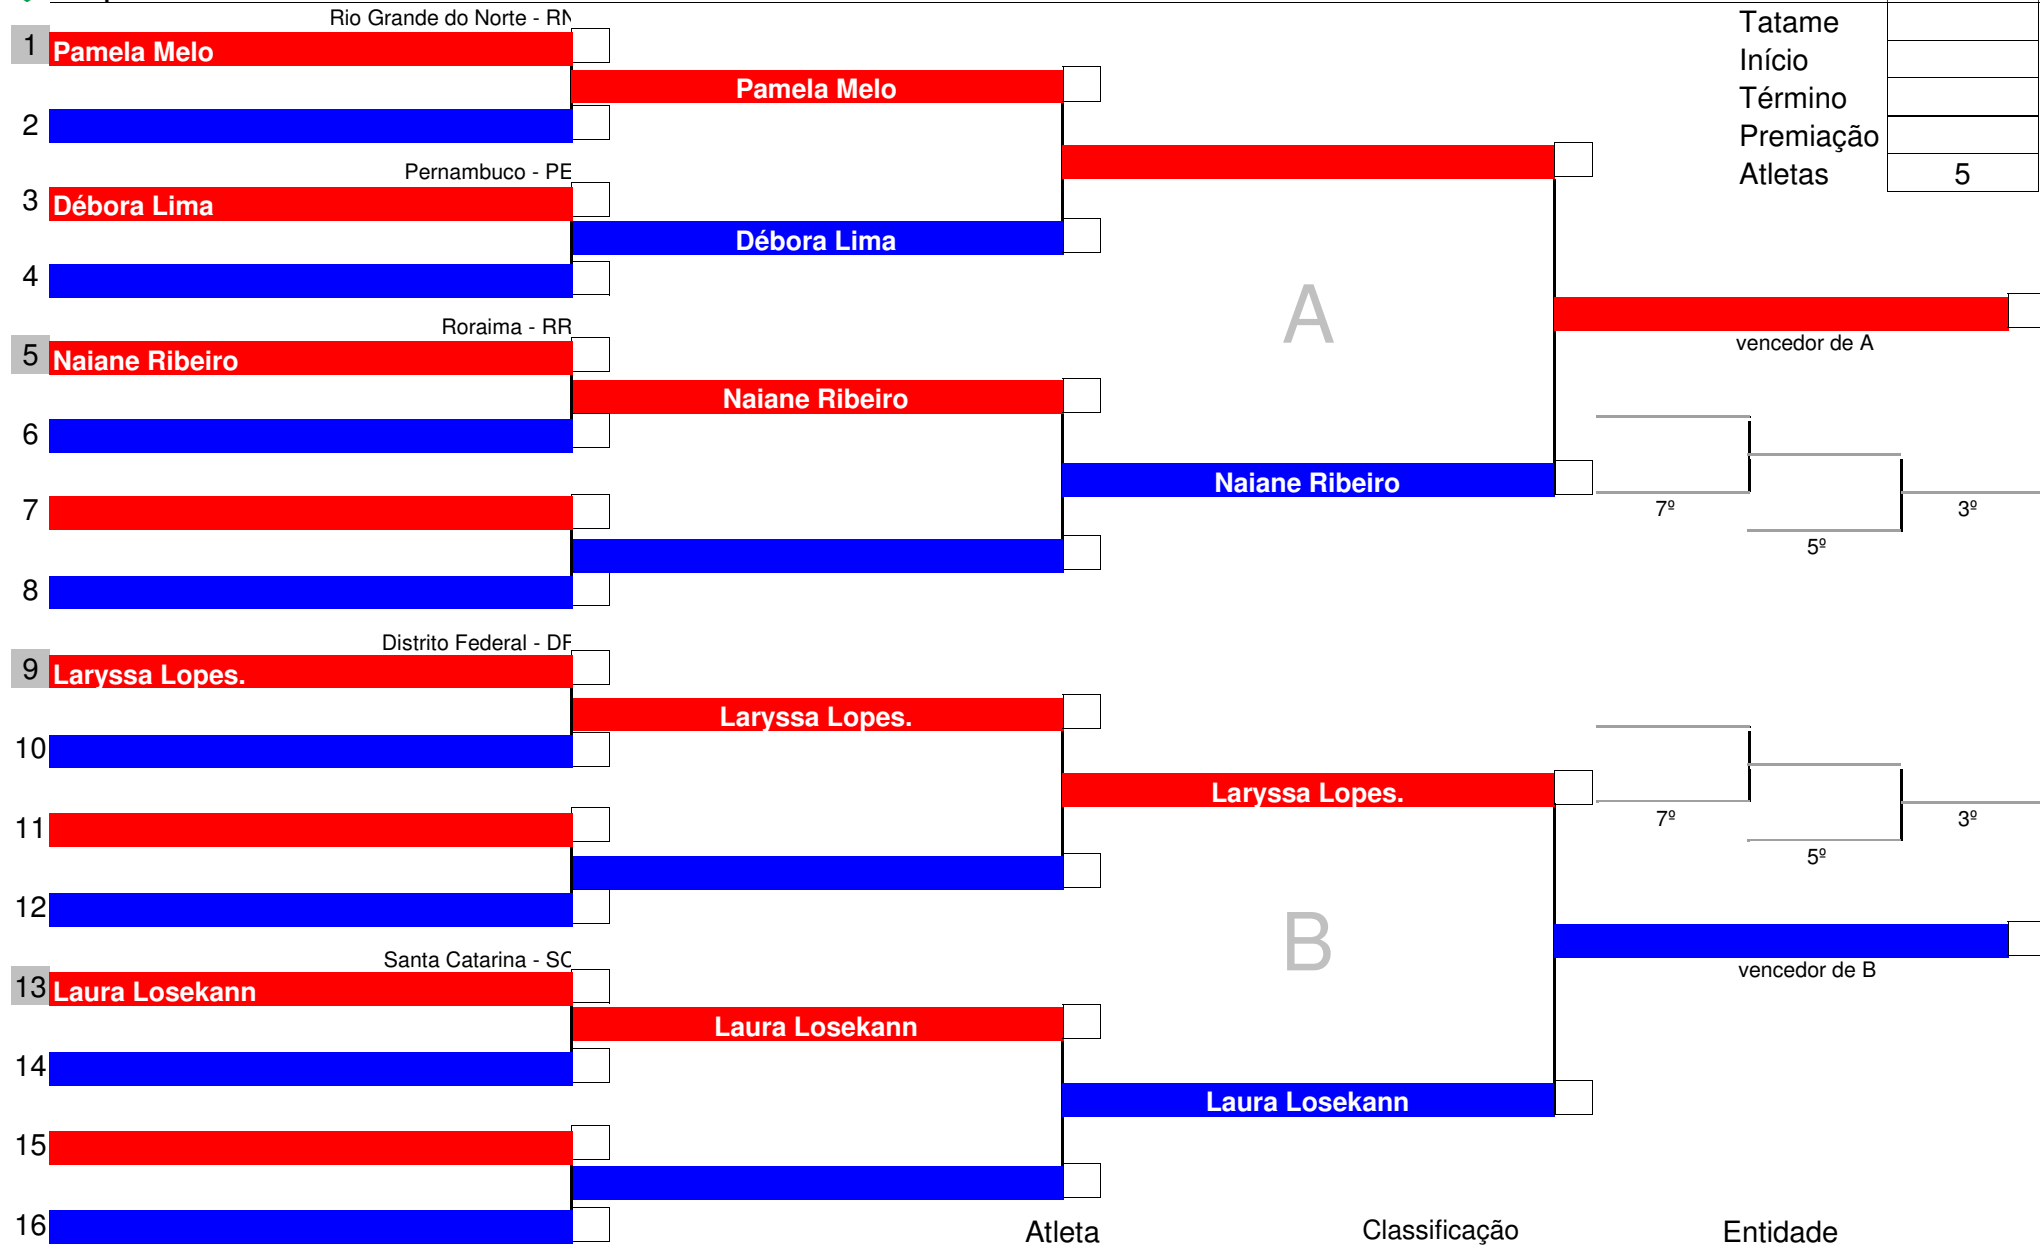 Rio Grande do Norte - RN
1 Pamela Melo
Pamela Melo
2
Pernambuco - PE
3 Débora Lima
Débora Lima
4
Roraima - RR
5 Naiane Ribeiro
Naiane Ribeiro
6
Naiane Ribeiro
7
8
Distrito Federal - DF
9 Laryssa Lopes.
Laryssa Lopes.
10
Laryssa Lopes.
11
12
Santa Catarina - SC
13 Laura Losekann
Laura Losekann
14
Laura Losekann
15
16
A
B
Tatame
Início
Término
Premiação
Atletas 5
vencedor de A
7º 3º
5º
7º 3º
5º
vencedor de B
Atleta Classificação Entidade